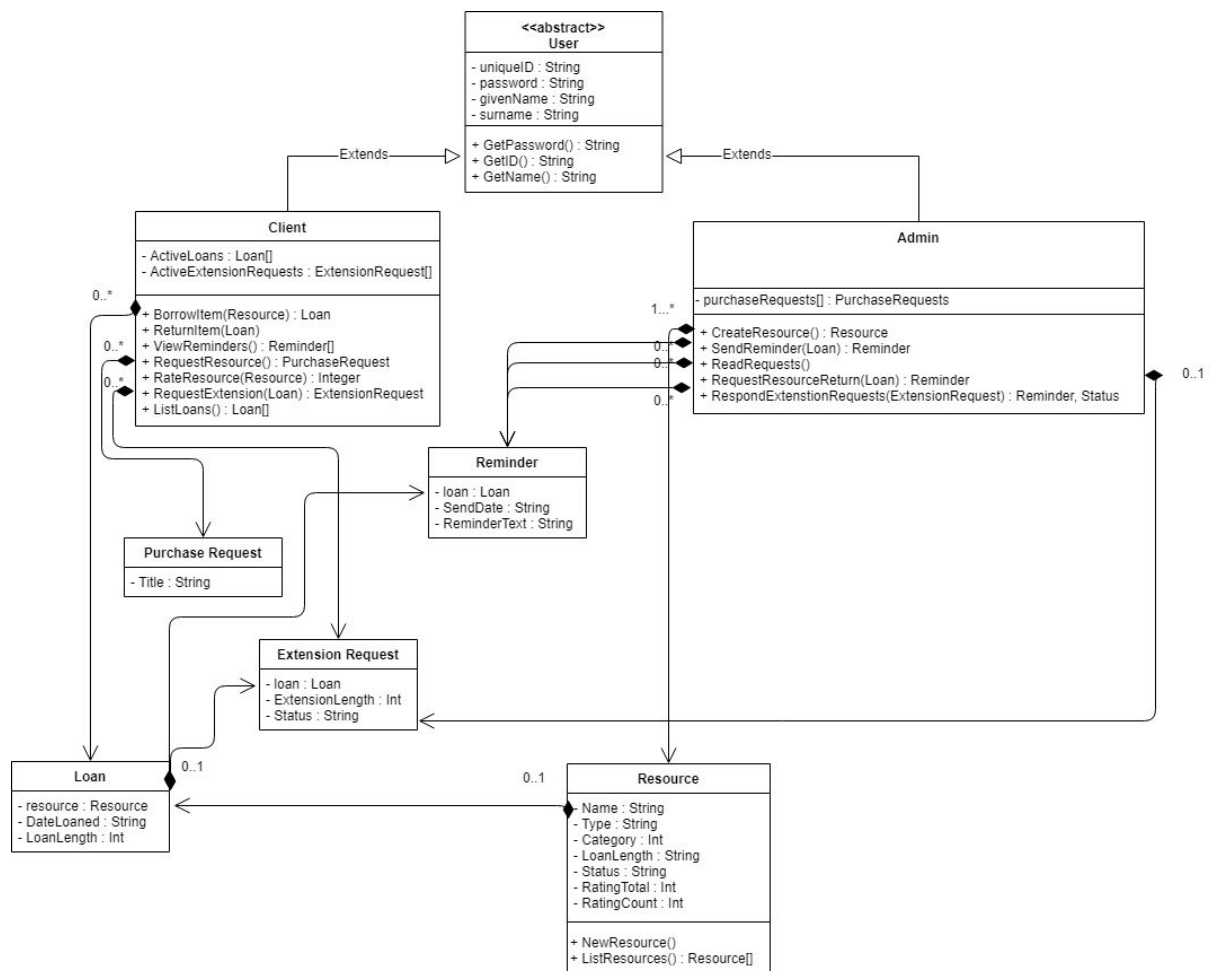 <<abstract>>
User
- uniqueID : String
- password : String
- givenName : String
- surname : String
+ GetPassword() : String
+ GetID() : String
+ GetName() : String
Extends
Extends
Client
- ActiveLoans : Loan[]
- ActiveExtensionRequests : ExtensionRequest[]
+ BorrowItem(Resource) : Loan
+ ReturnItem(Loan)
+ ViewReminders() : Reminder[]
+ RequestResource() : PurchaseRequest
+ RateResource(Resource) : Integer
+ RequestExtension(Loan) : ExtensionRequest
+ ListLoans() : Loan[]
0..*
0..*
0..*
Admin
- purchaseRequests[] : PurchaseRequests
+ CreateResource() : Resource
+ SendReminder(Loan) : Reminder
+ ReadRequests()
+ RequestResourceReturn(Loan) : Reminder
+ RespondExtenstionRequests(ExtensionRequest) : Reminder, Status
1...*
0..*
0..*
0..*
0..1
Reminder
- loan : Loan
- SendDate : String
- ReminderText : String
Purchase Request
- Title : String
Extension Request
- loan : Loan
- ExtensionLength : Int
- Status : String
Loan
- resource : Resource
- DateLoaned : String
- LoanLength : Int
0..1
0..1
Resource
- Name : String
- Type : String
- Category : Int
- LoanLength : String
- Status : String
- RatingTotal : Int
- RatingCount : Int
+ NewResource()
+ ListResources() : Resource[]